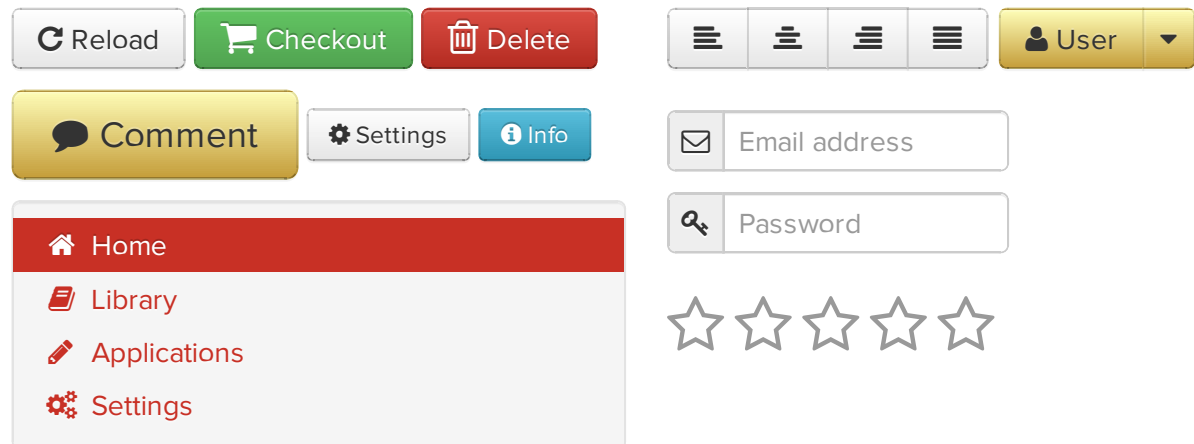 Reload
Checkout
Delete
User
Comment
Settings
Info
Email address
Password
Home
Library
Applications
Settings